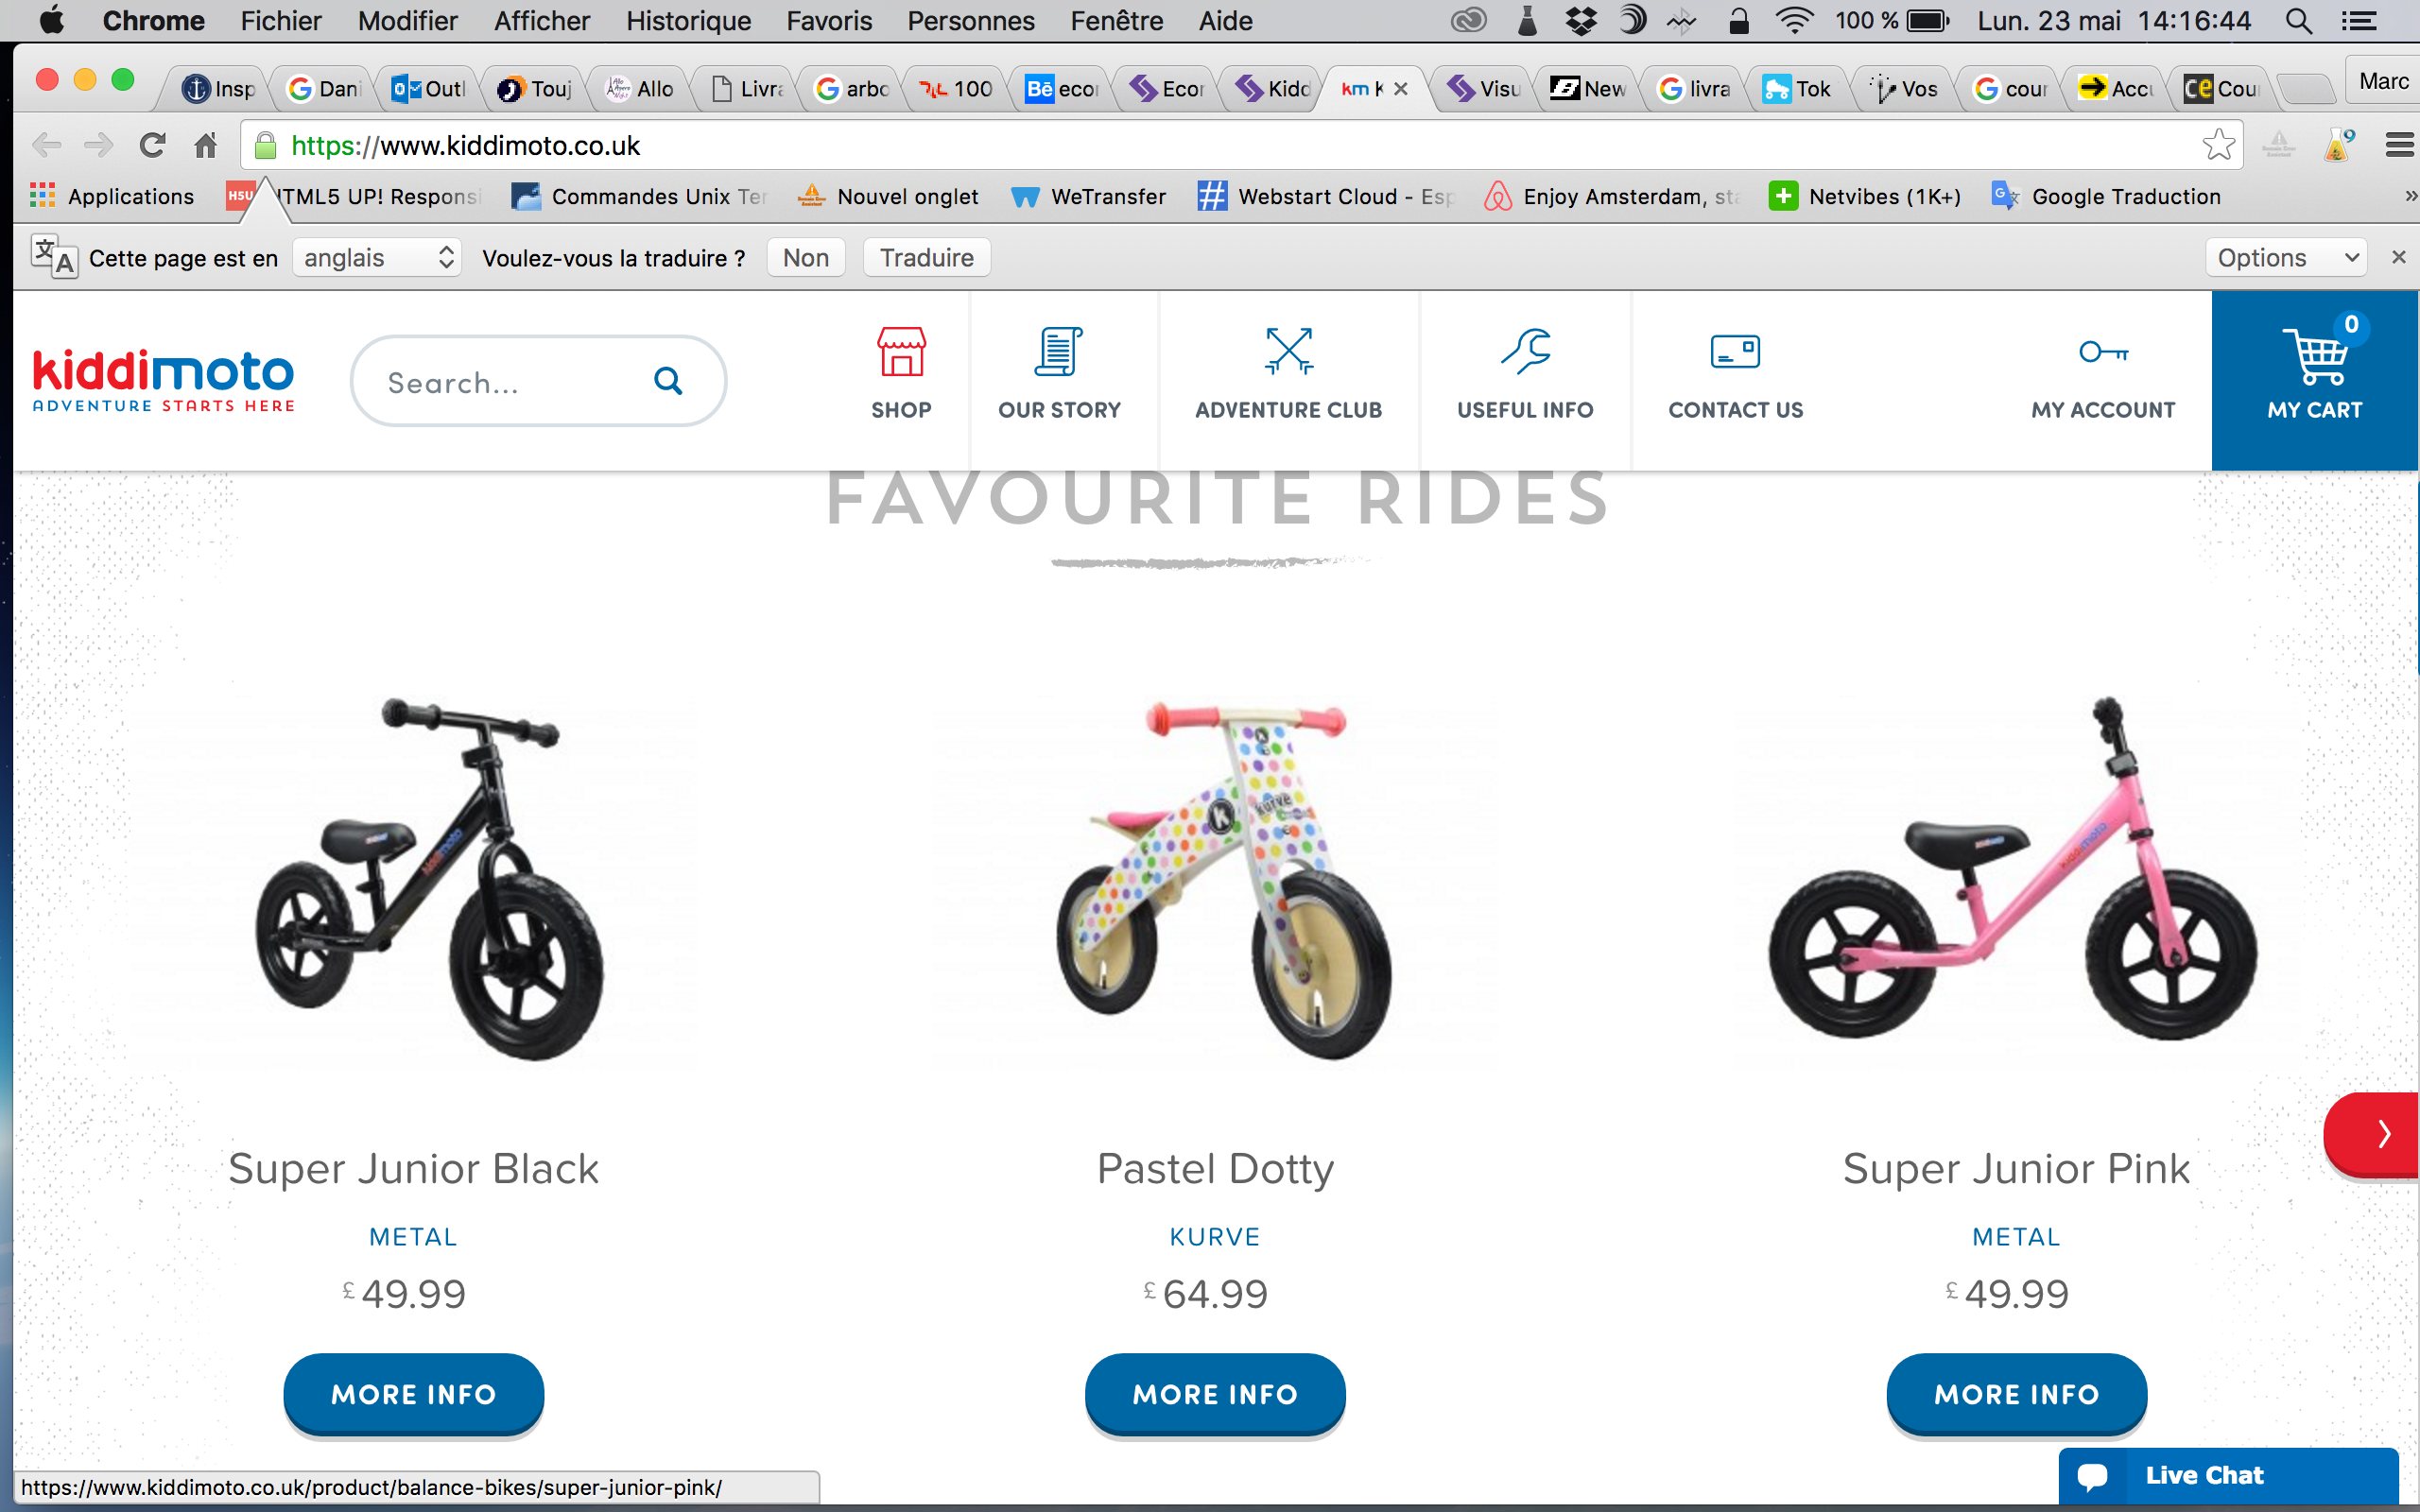 Chrome Fichier Modifier Afficher Historique Favoris Personnes Fenêtre Aide 100 % Lun. 23 mai 14:16:44
Insp Dani Outl Touj Allo Livra arbo 100 Bē ecor Ecor Kidd km K Visu New livra Tok Vos cour Accu ce Cour Marc
https://www.kiddimoto.co.uk
Applications H5U HTML5 UP! Responsi Commandes Unix Ter Nouvel onglet WeTransfer # Webstart Cloud - Esp Enjoy Amsterdam, sta Netvibes (1K+) Google Traduction »
Cette page est en anglais Voulez-vous la traduire ? Non Traduire Options
kiddimoto
ADVENTURE STARTS HERE
Search...
SHOP OUR STORY ADVENTURE CLUB USEFUL INFO CONTACT US MY ACCOUNT 0 MY CART
FAVOURITE RIDES
Super Junior Black Pastel Dotty Super Junior Pink
METAL KURVE METAL
£49.99 £64.99 £49.99
MORE INFO MORE INFO MORE INFO
Live Chat
https://www.kiddimoto.co.uk/product/balance-bikes/super-junior-pink/